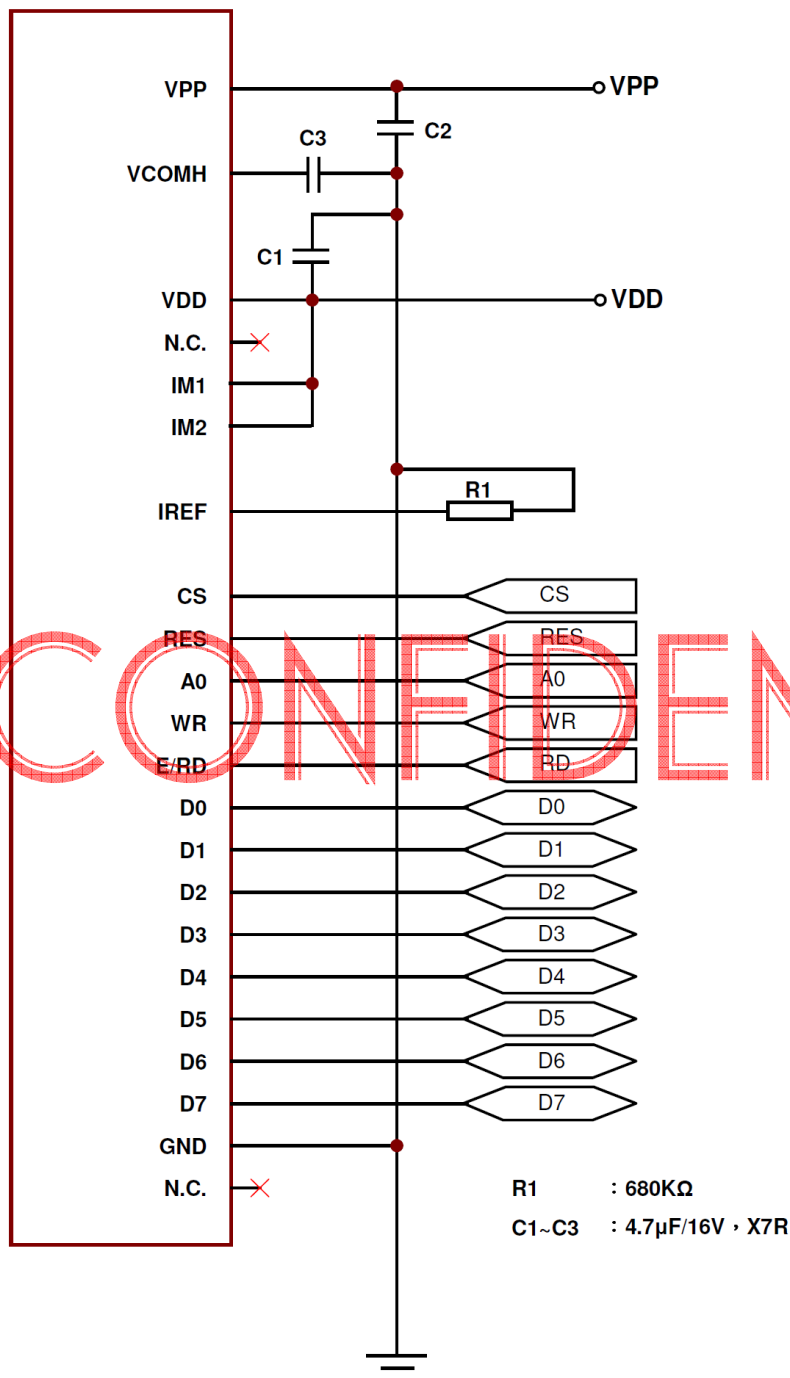 VPP VPP
C2
C3
VCOMH
C1
VDD VDD
N.C.
IM1
IM2
R1
IREF
CS CS
RES RES
A0 A0
WR WR
E/RD RD
CONFIDEN
D0 D0
D1 D1
D2 D2
D3 D3
D4 D4
D5 D5
D6 D6
D7 D7
GND
N.C.
R1 : 680KΩ
C1~C3 : 4.7μF/16V，X7R